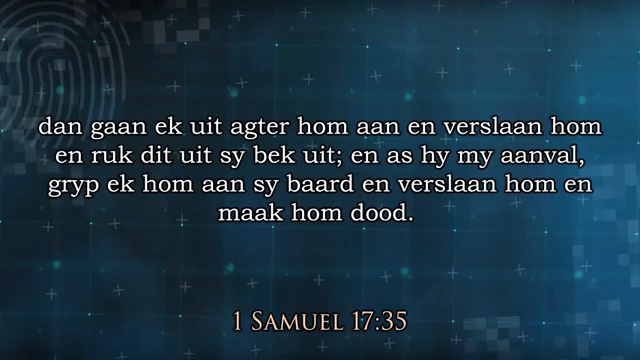 dan gaan ek uit agter hom aan en verslaan hom
en ruk dit uit sy bek uit; en as hy my aanval,
gryp ek hom aan sy baard en verslaan hom en
maak hom dood.
1 Samuel 17:35